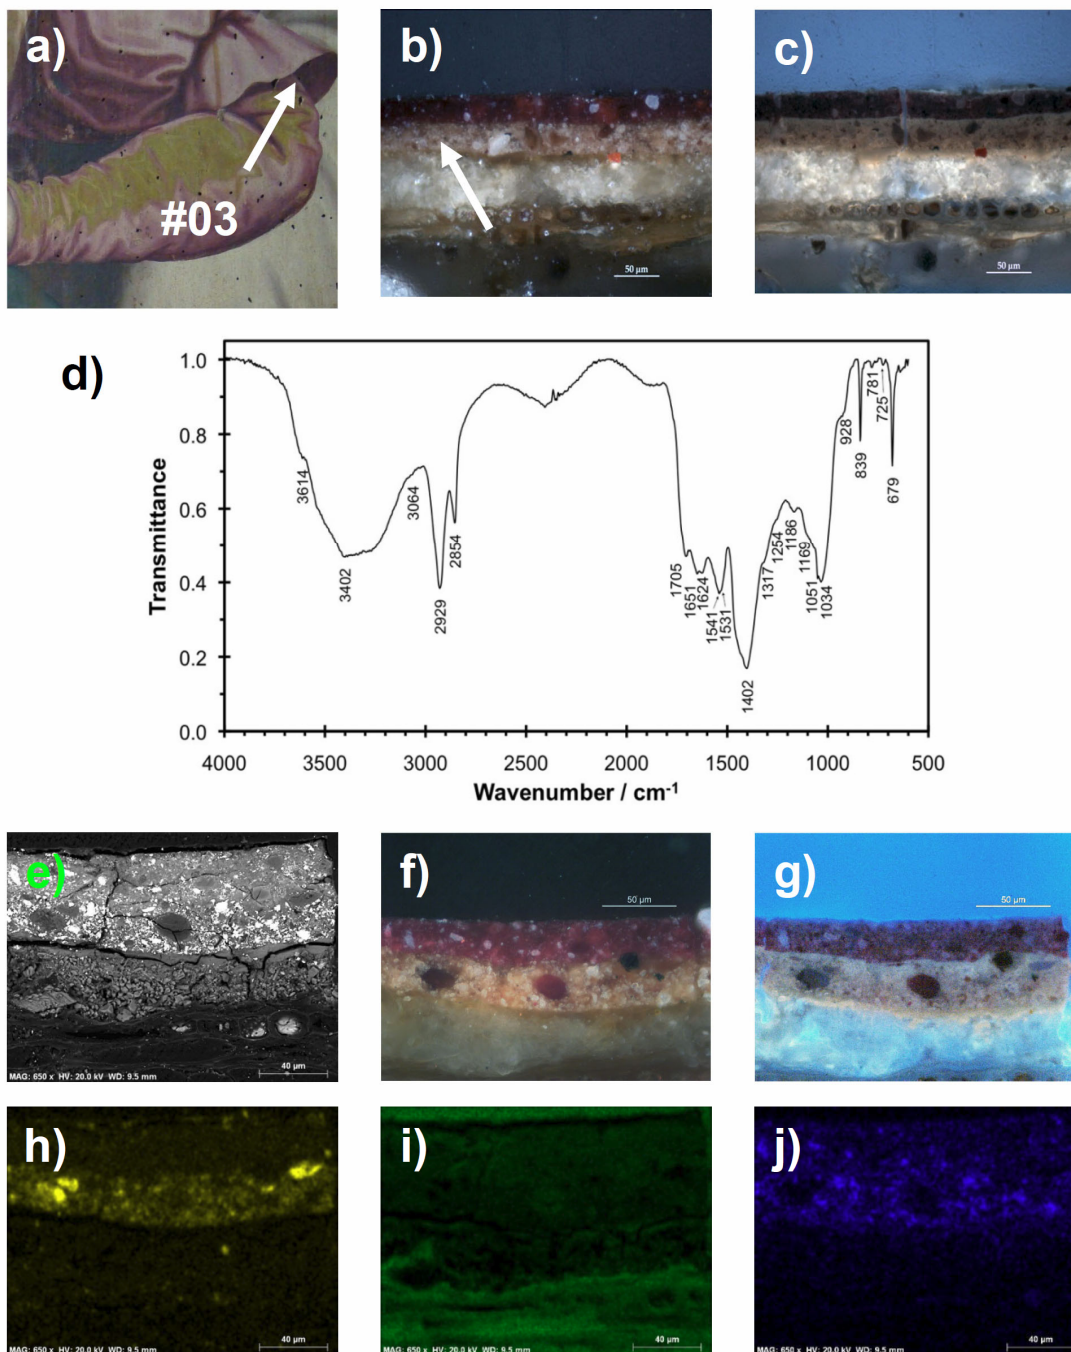 a)
#03
b)
50 µm
c)
50 µm
d)
Transmittance
1.0
0.8
0.6
0.4
0.2
0.0
3614
3402
3064
2929
2854
1705
1651
1624
1541
1531
1402
1317
1254
1186
1169
1051
1034
928
839
781
725
679
4000
3500
3000
2500
2000
1500
1000
500
Wavenumber / cm-1
e)
MAG: 650 x HV: 20.0 kV WD: 9.5 mm
40 µm
f)
50 µm
g)
50 µm
h)
MAG: 650 x HV: 20.0 kV WD: 9.5 mm
40 µm
i)
MAG: 650 x HV: 20.0 kV WD: 9.5 mm
40 µm
j)
MAG: 650 x HV: 20.0 kV WD: 9.5 mm
40 µm